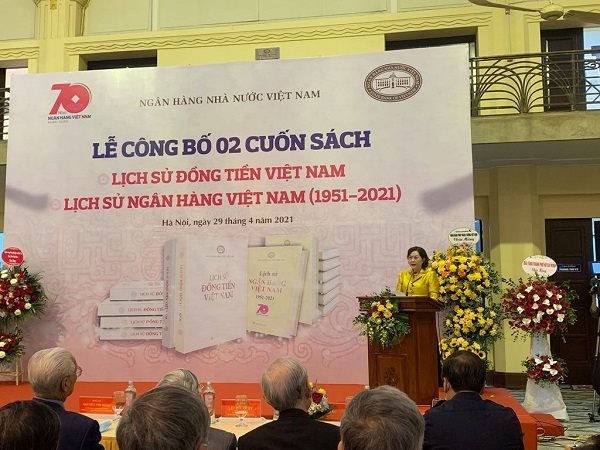 70
NGÂN HÀNG VIỆT NAM
NGÂN HÀNG NHÀ NƯỚC VIỆT NAM
LỄ CÔNG BỐ 02 CUỐN SÁCH
LỊCH SỬ ĐỒNG TIỀN VIỆT NAM
LỊCH SỬ NGÂN HÀNG VIỆT NAM (1951-2021)
Hà Nội, ngày 29 tháng 4 năm 2021
LỊCH SỬ
ĐỒNG TIỀN
VIỆT NAM
Lịch sử
NGÂN HÀNG
VIỆT NAM
1951-2021
70